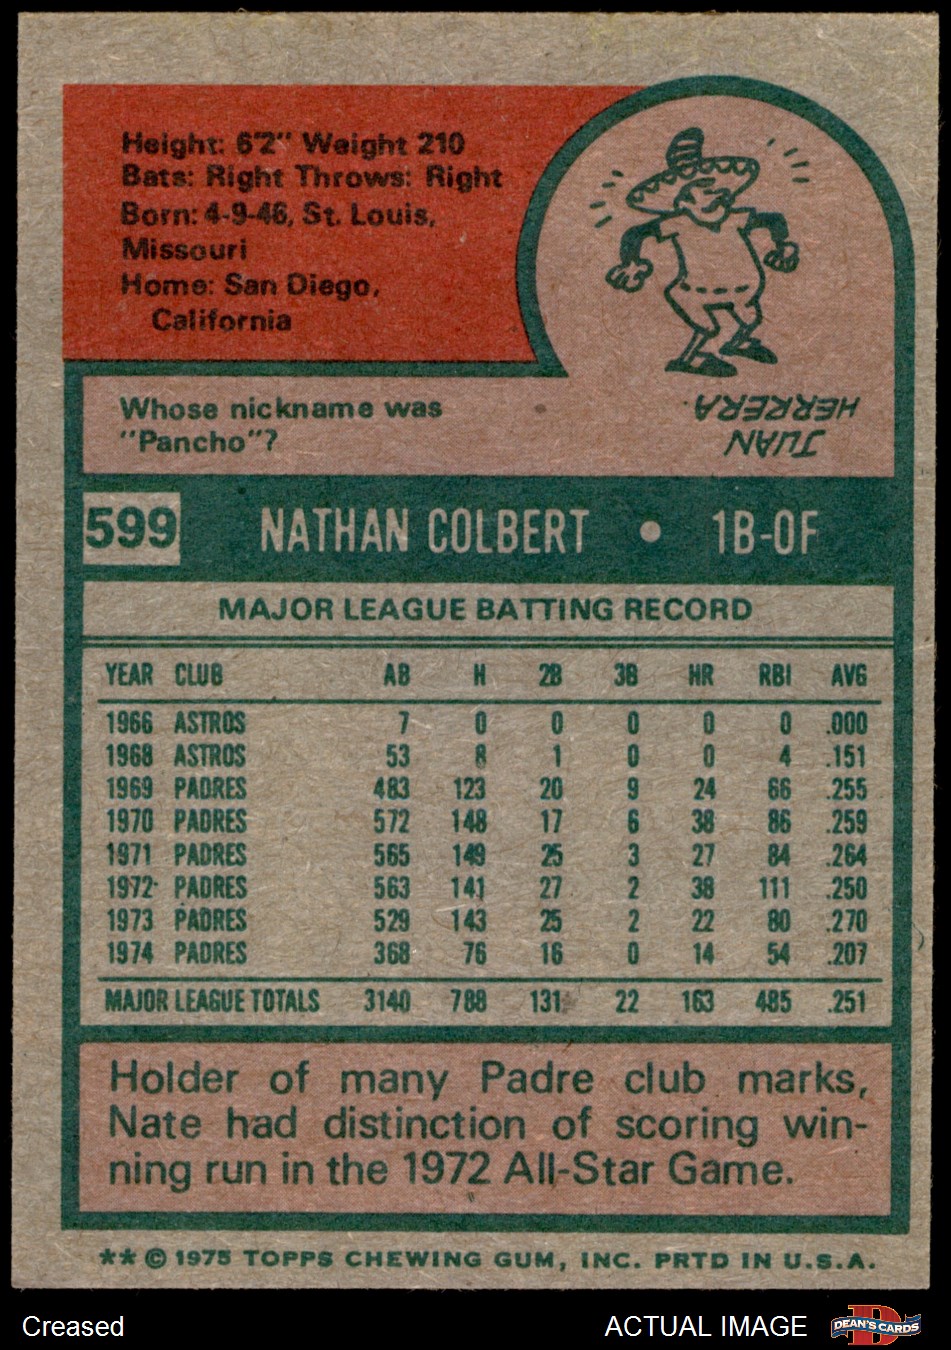 Height: 6'2" Weight 210
Bats: Right Throws: Right
Born: 4-9-46, St. Louis,
Missouri
Home: San Diego,
California
Whose nickname was
"Pancho"?
JUAN
HERRERA
599 NATHAN COLBERT • 1B-OF
MAJOR LEAGUE BATTING RECORD
YEAR CLUB AB H 2B 3B HR RBI AVG
1966 ASTROS 7 0 0 0 0 0 .000
1968 ASTROS 53 8 1 0 0 4 .151
1969 PADRES 483 123 20 9 24 66 .255
1970 PADRES 572 148 17 6 38 86 .259
1971 PADRES 565 149 25 3 27 84 .264
1972 PADRES 563 141 27 2 38 111 .250
1973 PADRES 529 143 25 2 22 80 .270
1974 PADRES 368 76 16 0 14 54 .207
MAJOR LEAGUE TOTALS 3140 788 131 22 163 485 .251
Holder of many Padre club marks,
Nate had distinction of scoring win-
ning run in the 1972 All-Star Game.
** © 1975 TOPPS CHEWING GUM, INC. PRTD IN U.S.A.
Creased
ACTUAL IMAGE
DEAN'S CARDS